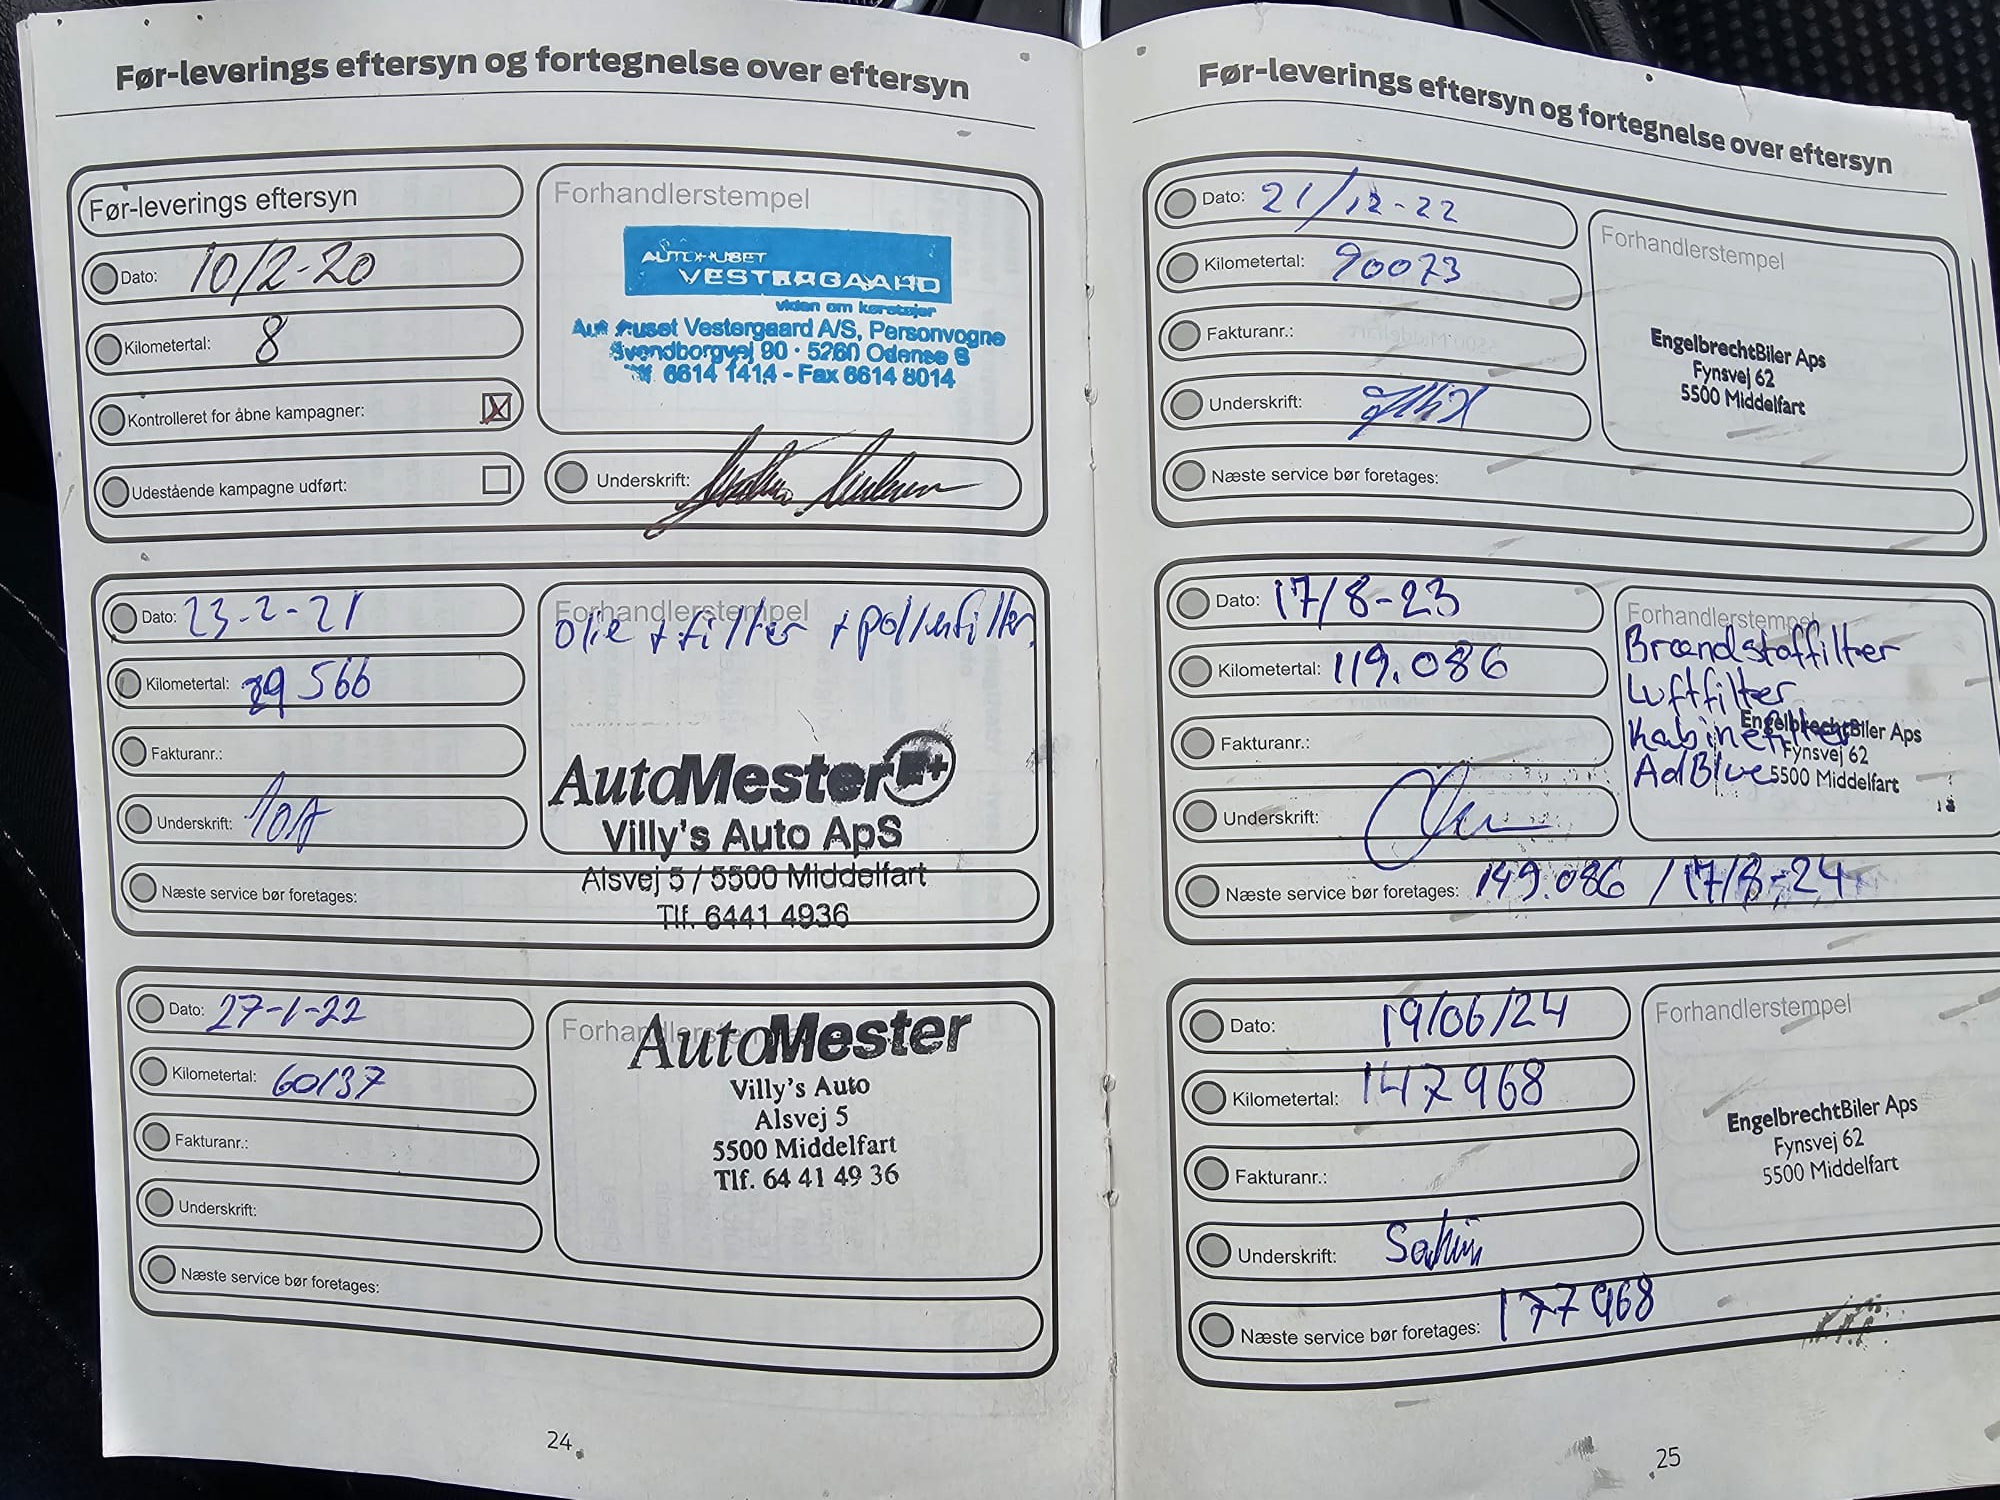 Før-leverings eftersyn og fortegnelse over eftersyn
Før-leverings eftersyn
Dato: 10/2-20
Kilometertal: 8
Kontrolleret for åbne kampagner: X
Udestående kampagne udført:
Forhandlerstempel
AUTOHUSET
VESTERGAARD
viden om køretøjer
Autohuset Vestergaard A/S, Personvogne
Svendborgvej 90 · 5260 Odense S
Tlf. 6614 1414 - Fax 6614 8014
Underskrift:
Dato: 23-2-21
Kilometertal: 29 566
Fakturanr.:
Underskrift:
Næste service bør foretages:
Forhandlerstempel
olie + filter + pollenfilter
AutoMester
Villy's Auto ApS
Alsvej 5 / 5500 Middelfart
Tlf. 6441 4936
Dato: 27-1-22
Kilometertal: 60137
Fakturanr.:
Underskrift:
Næste service bør foretages:
Forhandlerstempel
AutoMester
Villy's Auto
Alsvej 5
5500 Middelfart
Tlf. 64 41 49 36
24
Før-leverings eftersyn og fortegnelse over eftersyn
Dato: 21/12-22
Kilometertal: 90073
Fakturanr.:
Underskrift:
Næste service bør foretages:
Forhandlerstempel
EngelbrechtBiler Aps
Fynsvej 62
5500 Middelfart
Dato: 17/8-23
Kilometertal: 119.086
Fakturanr.:
Underskrift:
Næste service bør foretages: 149.086 / 17/8-24
Forhandlerstempel
Brændstoffilter
Luftfilter
Kabinefilter
AdBlue
EngelbrechtBiler Aps
Fynsvej 62
5500 Middelfart
Dato: 19/06/24
Kilometertal: 147968
Fakturanr.:
Underskrift:
Næste service bør foretages: 177968
Forhandlerstempel
EngelbrechtBiler Aps
Fynsvej 62
5500 Middelfart
25